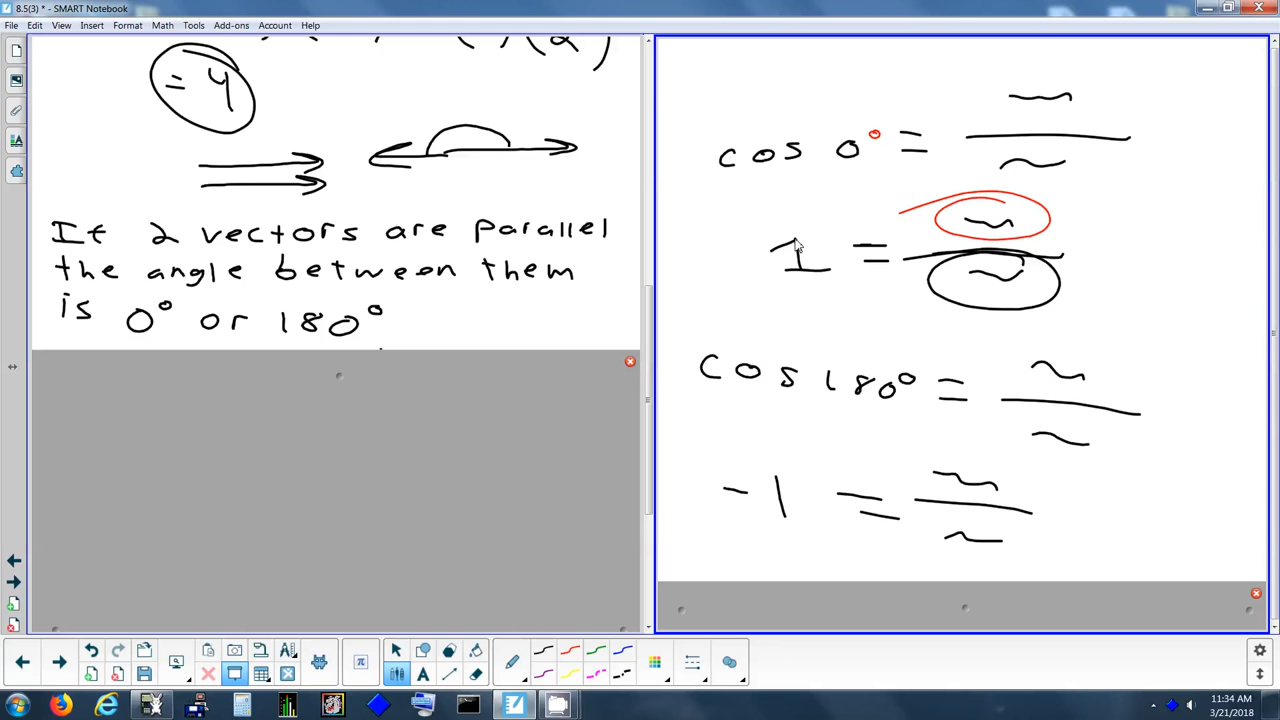 8.5(3) * - SMART Notebook
File Edit View Insert Format Math Tools Add-ons Account Help
= 4
If 2 vectors are parallel
the angle between them
is 0° or 180°
cos 0° =
1 =
cos 180° =
-1 =
π
A
11:34 AM
3/21/2018